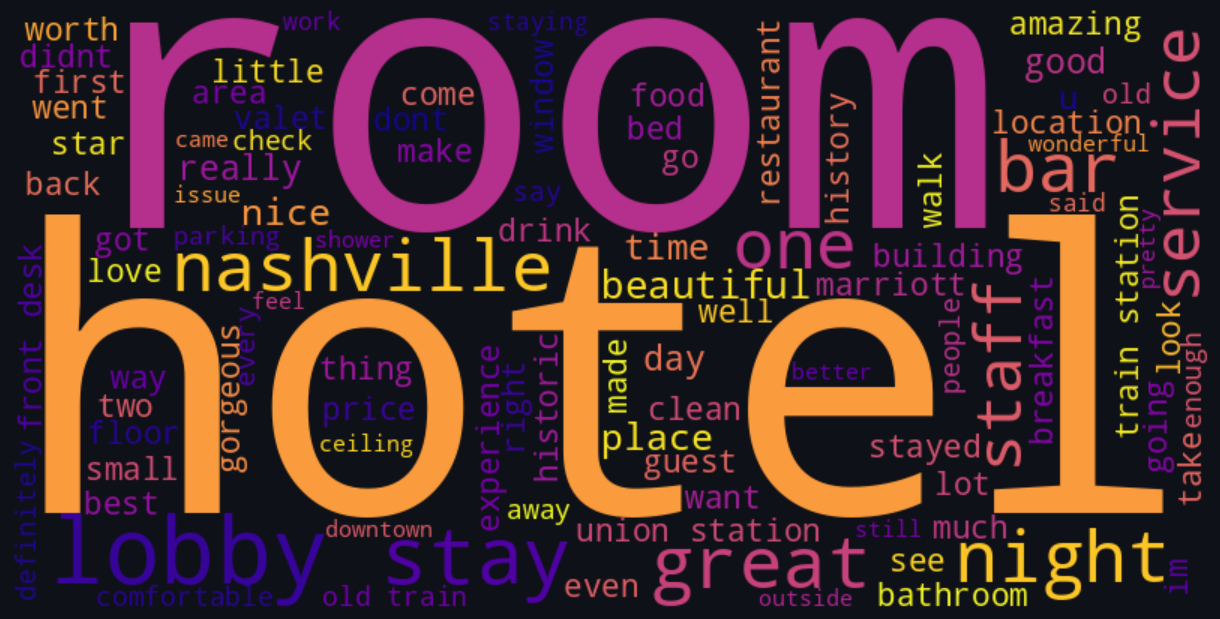 room
hotel
worth
didnt
first
went
star
back
work
little
area
valet
came
check
really
issue
nice
come
dont
make
staying
window
say
food
bed
go
restaurant
history
walk
amazing
good
u
old
location
wonderful
bar
said
service
got
parking
shower
drink
time
one
building
love
nashville
beautiful
marriott
well
feel
every
gorgeous
front desk
definitely
way
two
floor
small
best
thing
price
ceiling
experience
right
historic
made
day
clean
place
guest
want
better
people
staff
breakfast
train station
pretty
look
going
enough
take
stayed
lot
away
lobby
downtown
stay
union station
still
much
great
see
night
im
comfortable
old train
even
outside
bathroom